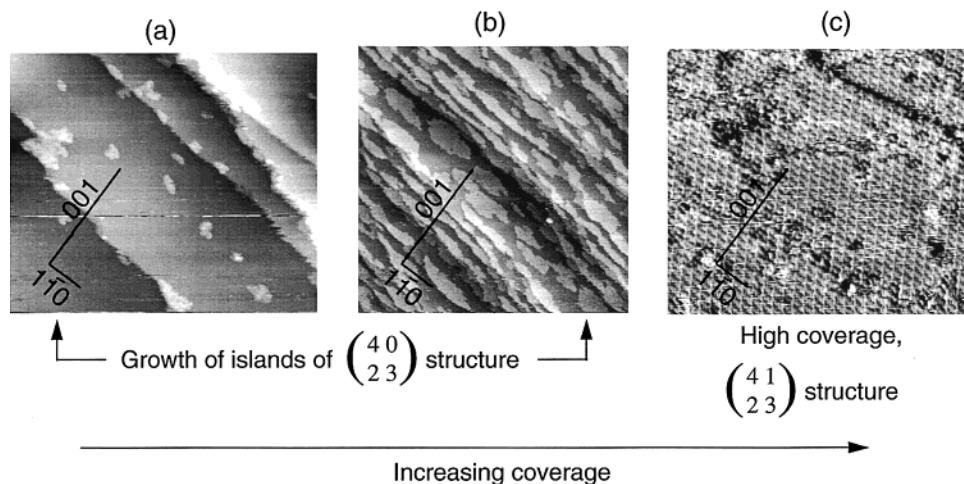 (a)
(b)
(c)
001
110
001
110
001
110
Growth of islands of (4 0
2 3) structure
High coverage,
(4 1
2 3) structure
Increasing coverage